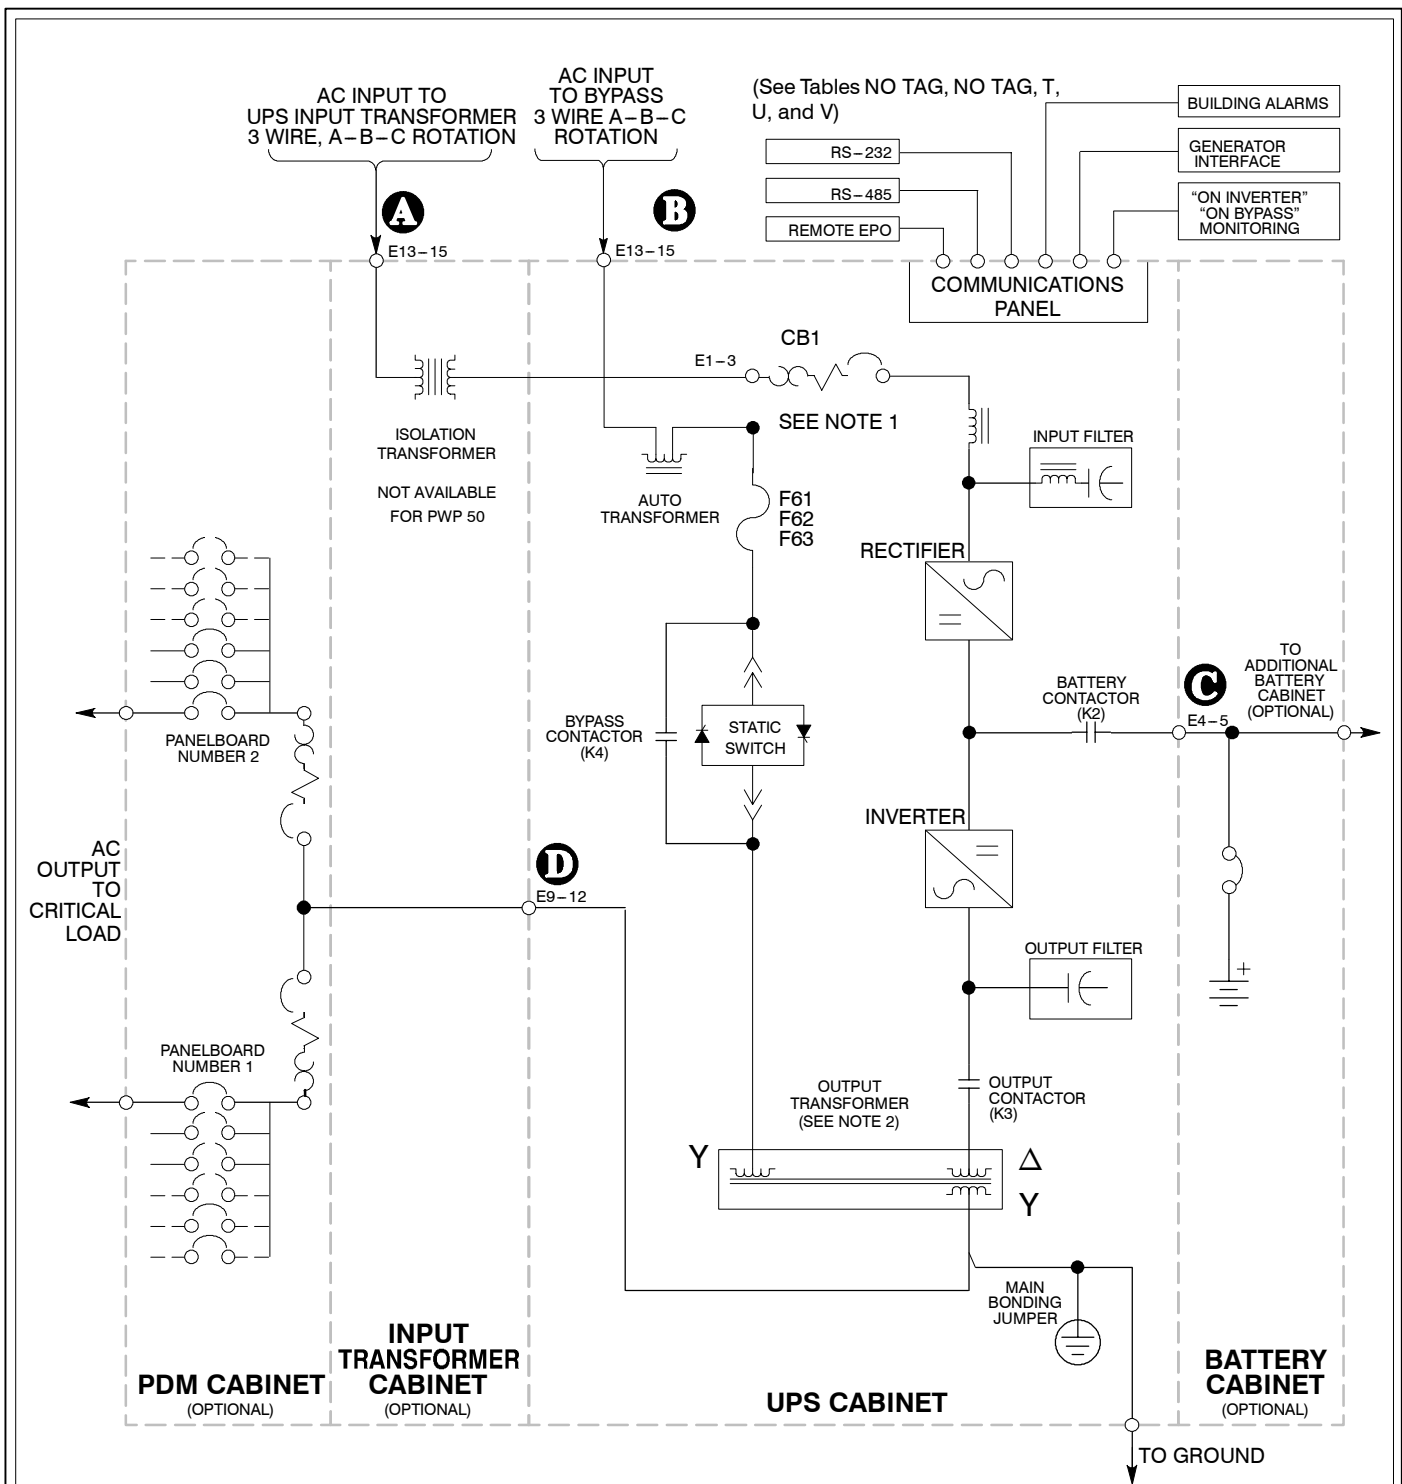 AC INPUT TO
UPS INPUT TRANSFORMER
3 WIRE, A−B−C ROTATION
AC INPUT
TO BYPASS
3 WIRE A−B−C
ROTATION
(See Tables NO TAG, NO TAG, T,
U, and V)
RS−232
RS−485
REMOTE EPO
BUILDING ALARMS
GENERATOR
INTERFACE
“ON INVERTER”
“ON BYPASS”
MONITORING
A
E13−15
B
E13−15
COMMUNICATIONS
PANEL
CB1
E1−3
SEE NOTE 1
ISOLATION
TRANSFORMER
NOT AVAILABLE
FOR PWP 50
AUTO
TRANSFORMER
F61
F62
F63
INPUT FILTER
RECTIFIER
BATTERY
CONTACTOR
(K2)
C
E4−5
TO
ADDITIONAL
BATTERY
CABINET
(OPTIONAL)
PANELBOARD
NUMBER 2
BYPASS
CONTACTOR
(K4)
STATIC
SWITCH
INVERTER
AC
OUTPUT
TO
CRITICAL
LOAD
D
E9−12
OUTPUT FILTER
+
PANELBOARD
NUMBER 1
OUTPUT
TRANSFORMER
(SEE NOTE 2)
OUTPUT
CONTACTOR
(K3)
Y
Δ
Y
MAIN
BONDING
JUMPER
PDM CABINET
(OPTIONAL)
INPUT
TRANSFORMER
CABINET
(OPTIONAL)
UPS CABINET
BATTERY
CABINET
(OPTIONAL)
TO GROUND